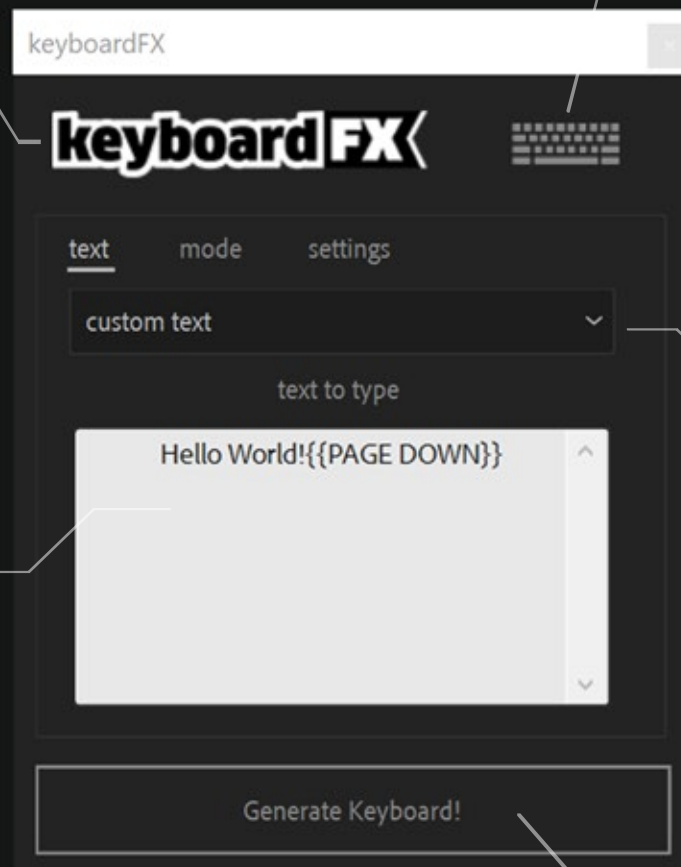 keyboardFX
keyboard FX
text mode settings
custom text
text to type
Hello World!{{PAGE DOWN}}
Generate Keyboard!